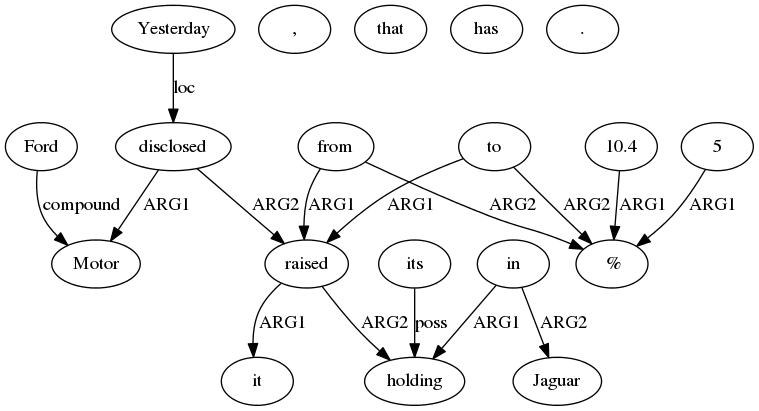 Yesterday , that has .
loc
Ford disclosed from to 10.4 5
compound ARG1 ARG2 ARG1 ARG1 ARG2 ARG2 ARG1 ARG1
Motor raised its in %
ARG1 ARG2 poss ARG1 ARG2
it holding Jaguar